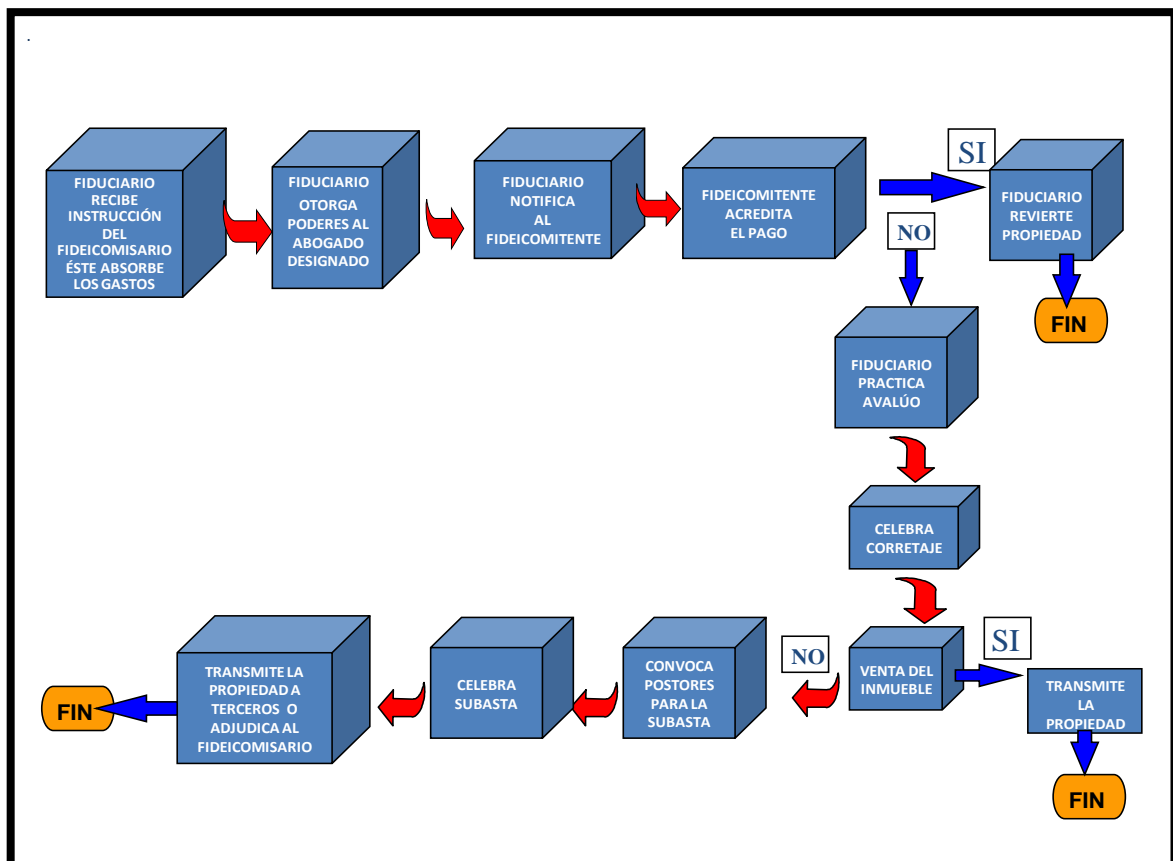 FIDUCIARIO
RECIBE
INSTRUCCIÓN
DEL
FIDEICOMISARIO
ÉSTE ABSORBE
LOS GASTOS
FIDUCIARIO
OTORGA
PODERES AL
ABOGADO
DESIGNADO
FIDUCIARIO
NOTIFICA
AL
FIDEICOMITENTE
FIDEICOMITENTE
ACREDITA
EL PAGO
SI
FIDUCIARIO
REVIERTE
PROPIEDAD
FIN
NO
FIDUCIARIO
PRACTICA
AVALÚO
CELEBRA
CORRETAJE
VENTA DEL
INMUEBLE
SI
TRANSMITE
LA
PROPIEDAD
FIN
NO
CONVOCA
POSTORES
PARA LA
SUBASTA
CELEBRA
SUBASTA
TRANSMITE LA
PROPIEDAD A
TERCEROS O
ADJUDICA AL
FIDEICOMISARIO
FIN